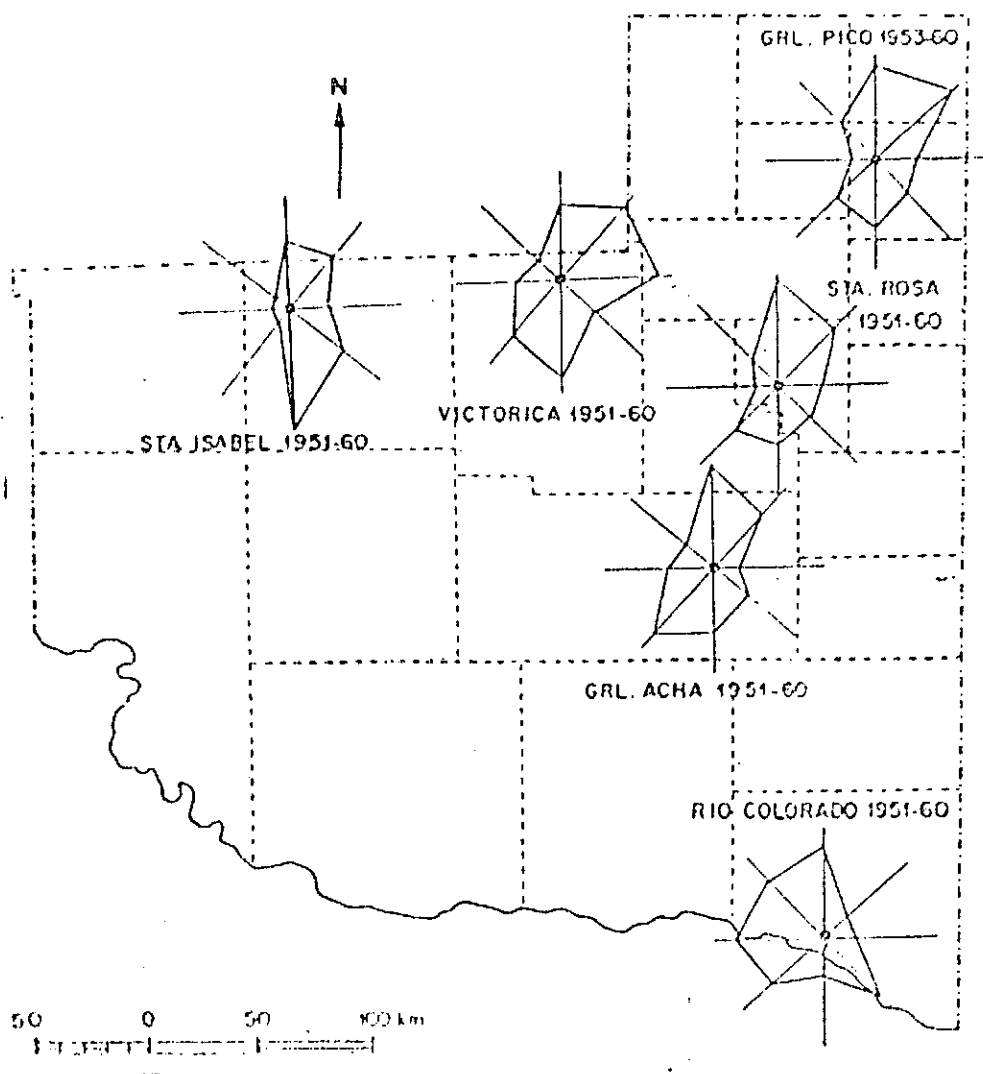 GRL. PICO 1953-60
N
STA. ROSA
1951-60
VICTORICA 1951-60
STA. ISABEL 1951-60
GRL. ACHA 1951-60
RIO COLORADO 1951-60
50 0 50 100 km